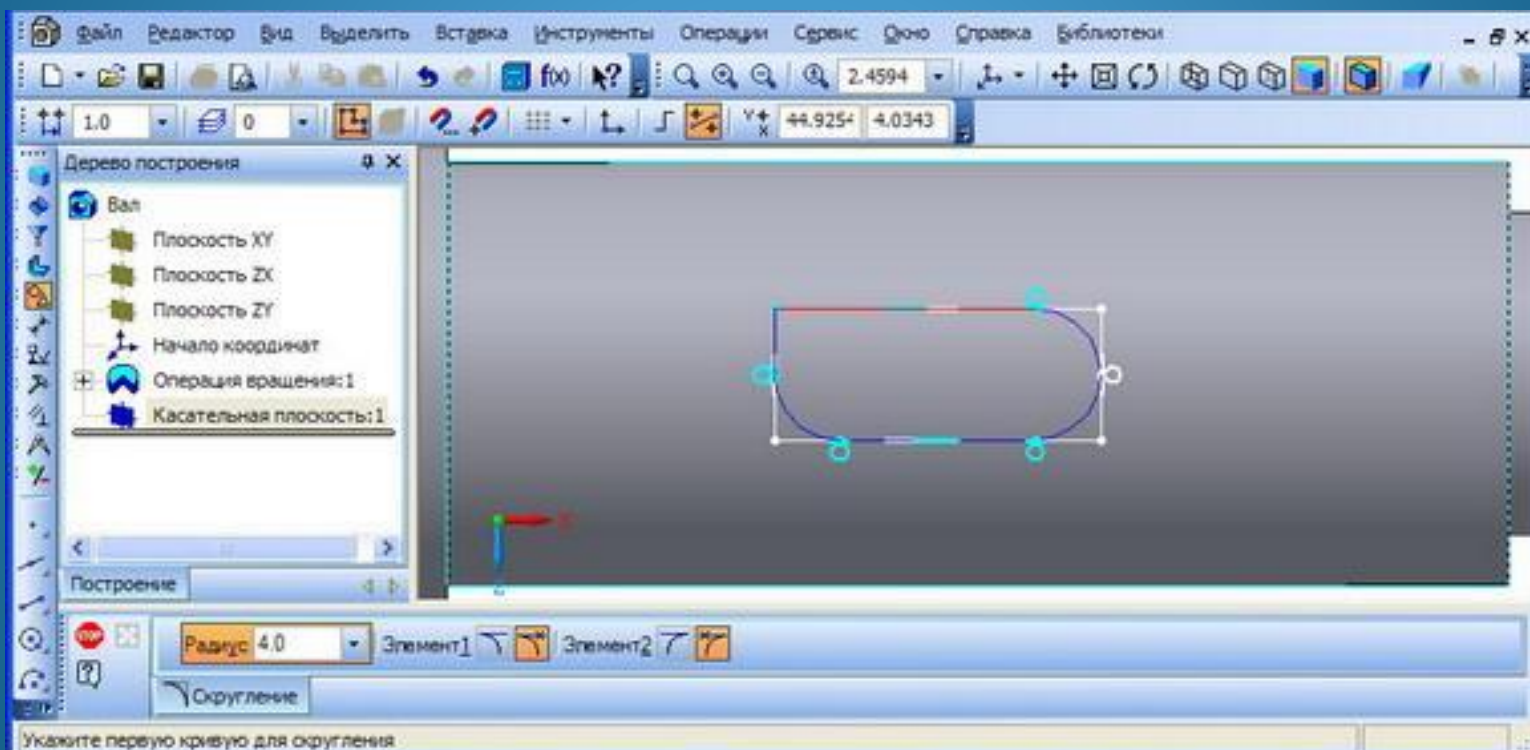 Файл Редактор Вид Выделить Вставка Инструменты Операции Сервис Окно Справка Библиотеки
f(x) 2.4594
1.0 0 44.9254 4.0343
Дерево построения
Вал
Плоскость XY
Плоскость ZX
Плоскость ZY
Начало координат
Операция вращения:1
Касательная плоскость:1
Построение
STOP Радиус 4.0 Элемент1 Элемент2
Скругление
Укажите первую кривую для скругления